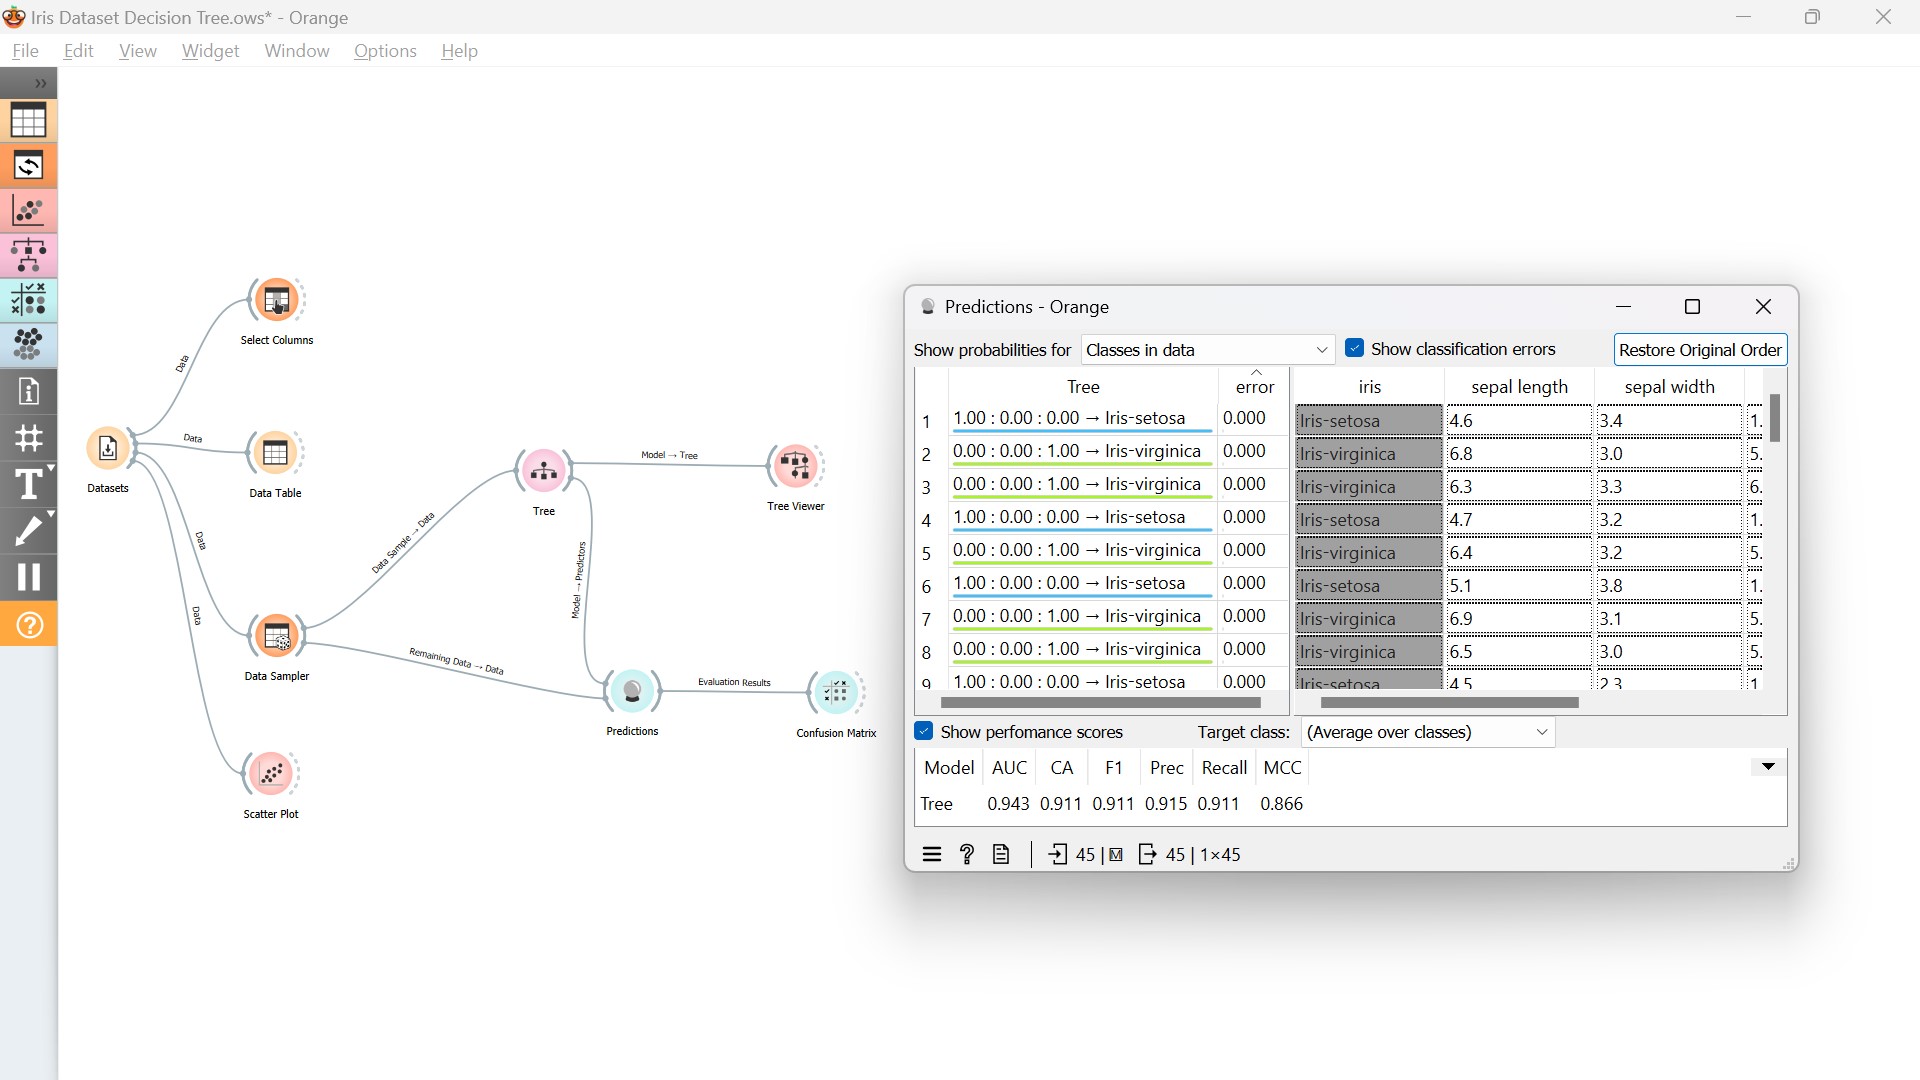 Iris Dataset Decision Tree.ows* - Orange
File Edit View Widget Window Options Help
Select Columns
Data
Data
Datasets
Data Table
Data
Data
Data Sampler
Scatter Plot
Data Sample → Data
Remaining Data → Data
Tree
Model → Tree
Tree Viewer
Model → Predictors
Predictions
Evaluation Results
Confusion Matrix
Predictions - Orange
Show probabilities for Classes in data Show classification errors Restore Original Order
Tree error iris sepal length sepal width
1 1.00 : 0.00 : 0.00 → Iris-setosa 0.000 Iris-setosa 4.6 3.4 1.
2 0.00 : 0.00 : 1.00 → Iris-virginica 0.000 Iris-virginica 6.8 3.0 5.
3 0.00 : 0.00 : 1.00 → Iris-virginica 0.000 Iris-virginica 6.3 3.3 6.
4 1.00 : 0.00 : 0.00 → Iris-setosa 0.000 Iris-setosa 4.7 3.2 1.
5 0.00 : 0.00 : 1.00 → Iris-virginica 0.000 Iris-virginica 6.4 3.2 5.
6 1.00 : 0.00 : 0.00 → Iris-setosa 0.000 Iris-setosa 5.1 3.8 1.
7 0.00 : 0.00 : 1.00 → Iris-virginica 0.000 Iris-virginica 6.9 3.1 5.
8 0.00 : 0.00 : 1.00 → Iris-virginica 0.000 Iris-virginica 6.5 3.0 5.
9 1.00 : 0.00 : 0.00 → Iris-setosa 0.000 Iris-setosa 4.5 2.3 1
Show perfomance scores Target class: (Average over classes)
Model AUC CA F1 Prec Recall MCC
Tree 0.943 0.911 0.911 0.915 0.911 0.866
45 | M 45 | 1×45